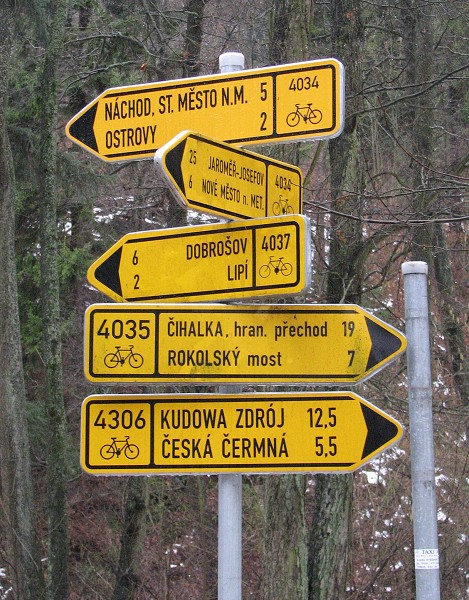 NÁCHOD, ST. MĚSTO N.M. 5 4034
OSTROVY 2
25 JAROMĚŘ-JOSEFOV 4034
6 NOVÉ MĚSTO n. MET.
6 DOBROŠOV 4037
2 LIPÍ
4035 ČIHALKA, hran. přechod 19
ROKOLSKÝ most 7
4306 KUDOWA ZDRÓJ 12,5
ČESKÁ ČERMNÁ 5,5
TAXI